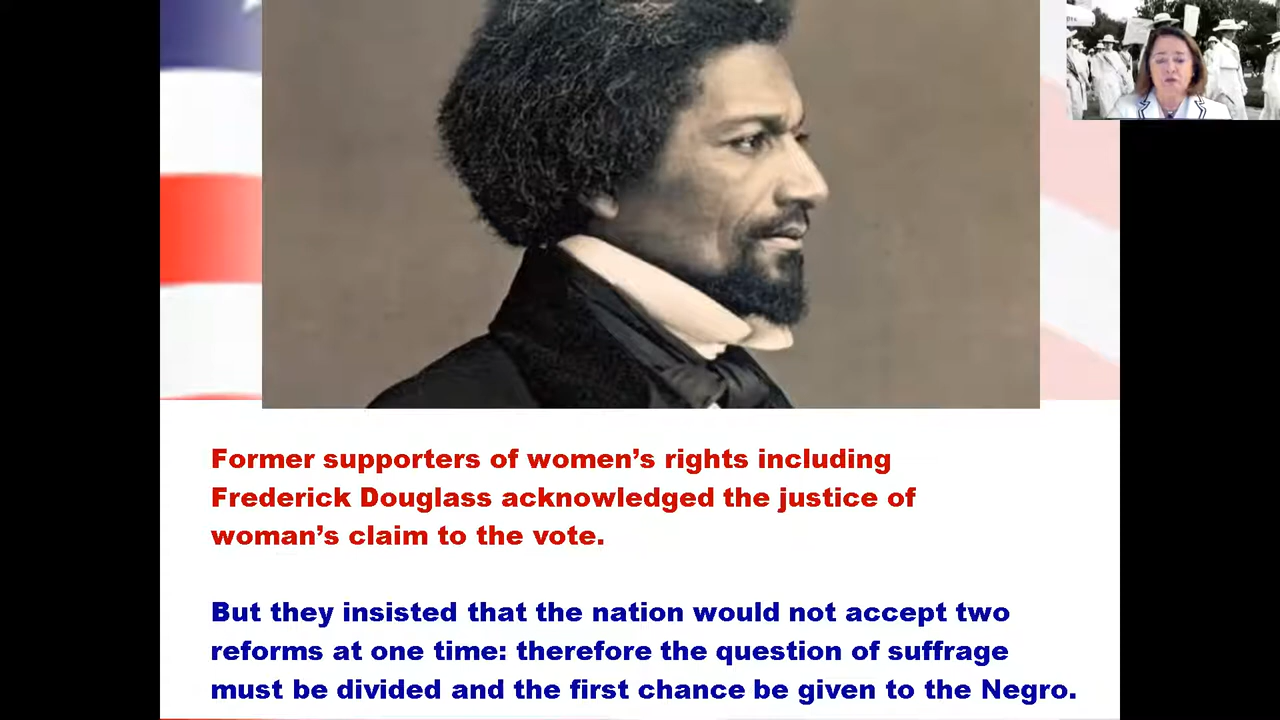 Former supporters of women’s rights including
Frederick Douglass acknowledged the justice of
woman’s claim to the vote.
But they insisted that the nation would not accept two
reforms at one time: therefore the question of suffrage
must be divided and the first chance be given to the Negro.